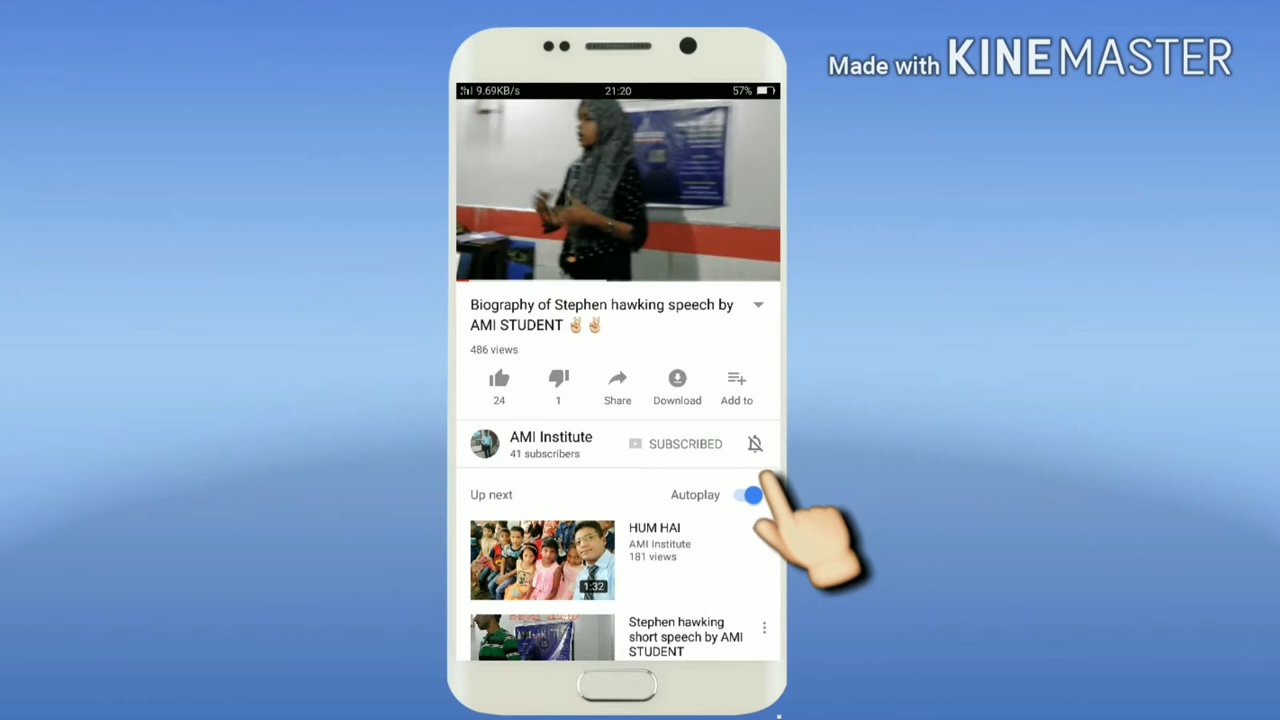 Made with KINEMASTER
9.69KB/s 21:20 57%
Biography of Stephen hawking speech by
AMI STUDENT ✌🏼 ✌🏼
486 views
24 1 Share Download Add to
AMI Institute SUBSCRIBED
41 subscribers
Up next Autoplay
HUM HAI
AMI Institute
181 views
1:32
Stephen hawking
short speech by AMI
STUDENT